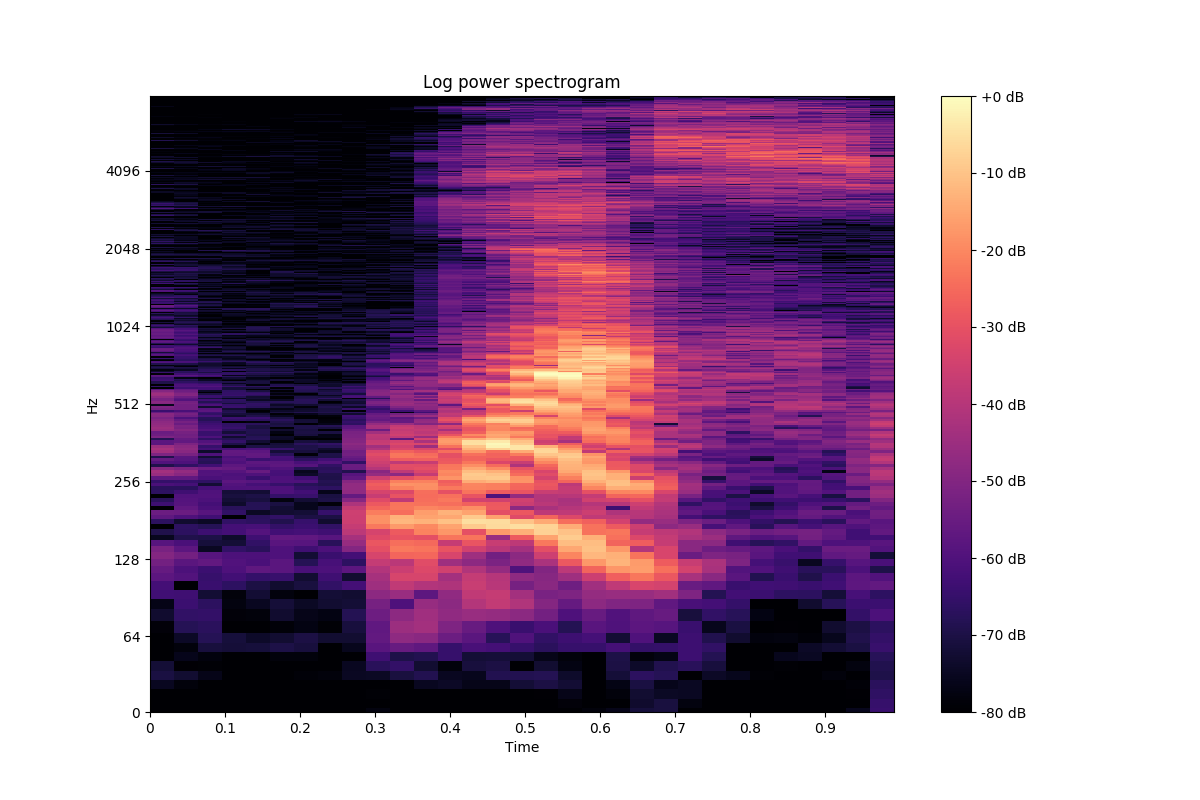 Log power spectrogram
+0 dB
4096
-10 dB
2048
-20 dB
1024
-30 dB
Hz
512
-40 dB
256
-50 dB
128
-60 dB
64
-70 dB
0
-80 dB
0 0.1 0.2 0.3 0.4 0.5 0.6 0.7 0.8 0.9
Time